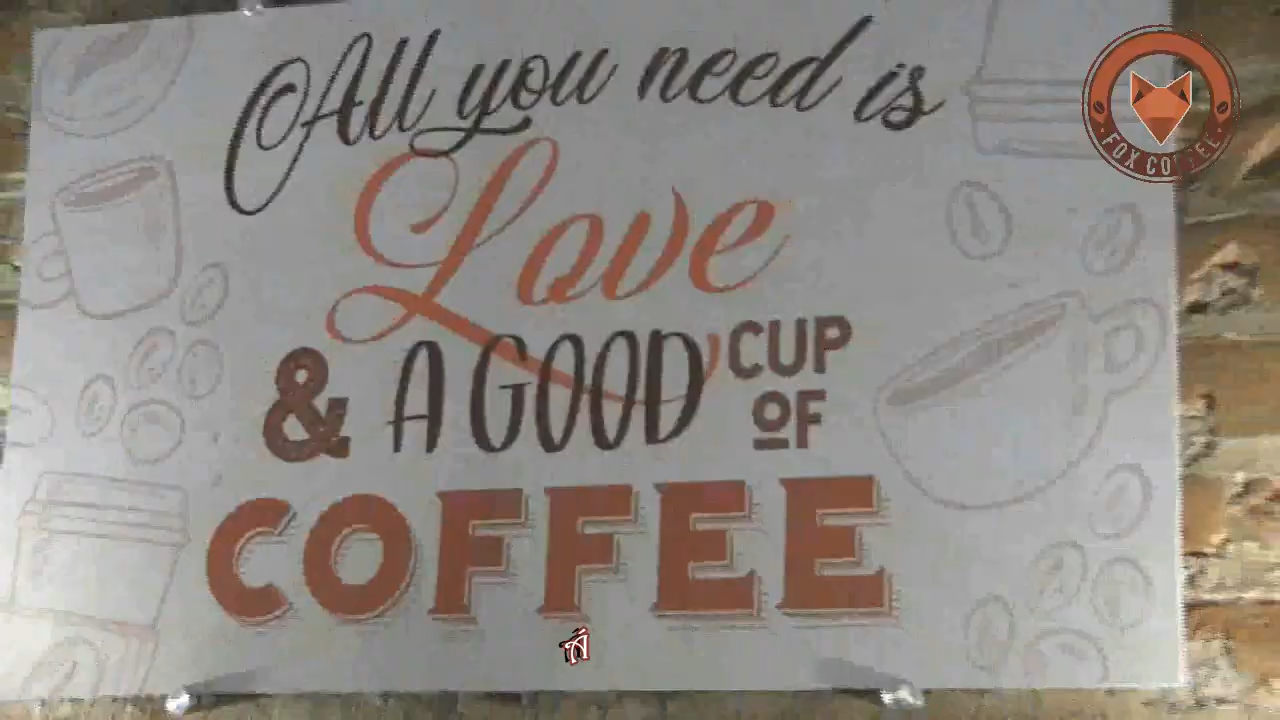 All you need is
Love
& A GOOD CUP
OF
COFFEE
FOX COFFEE
Á